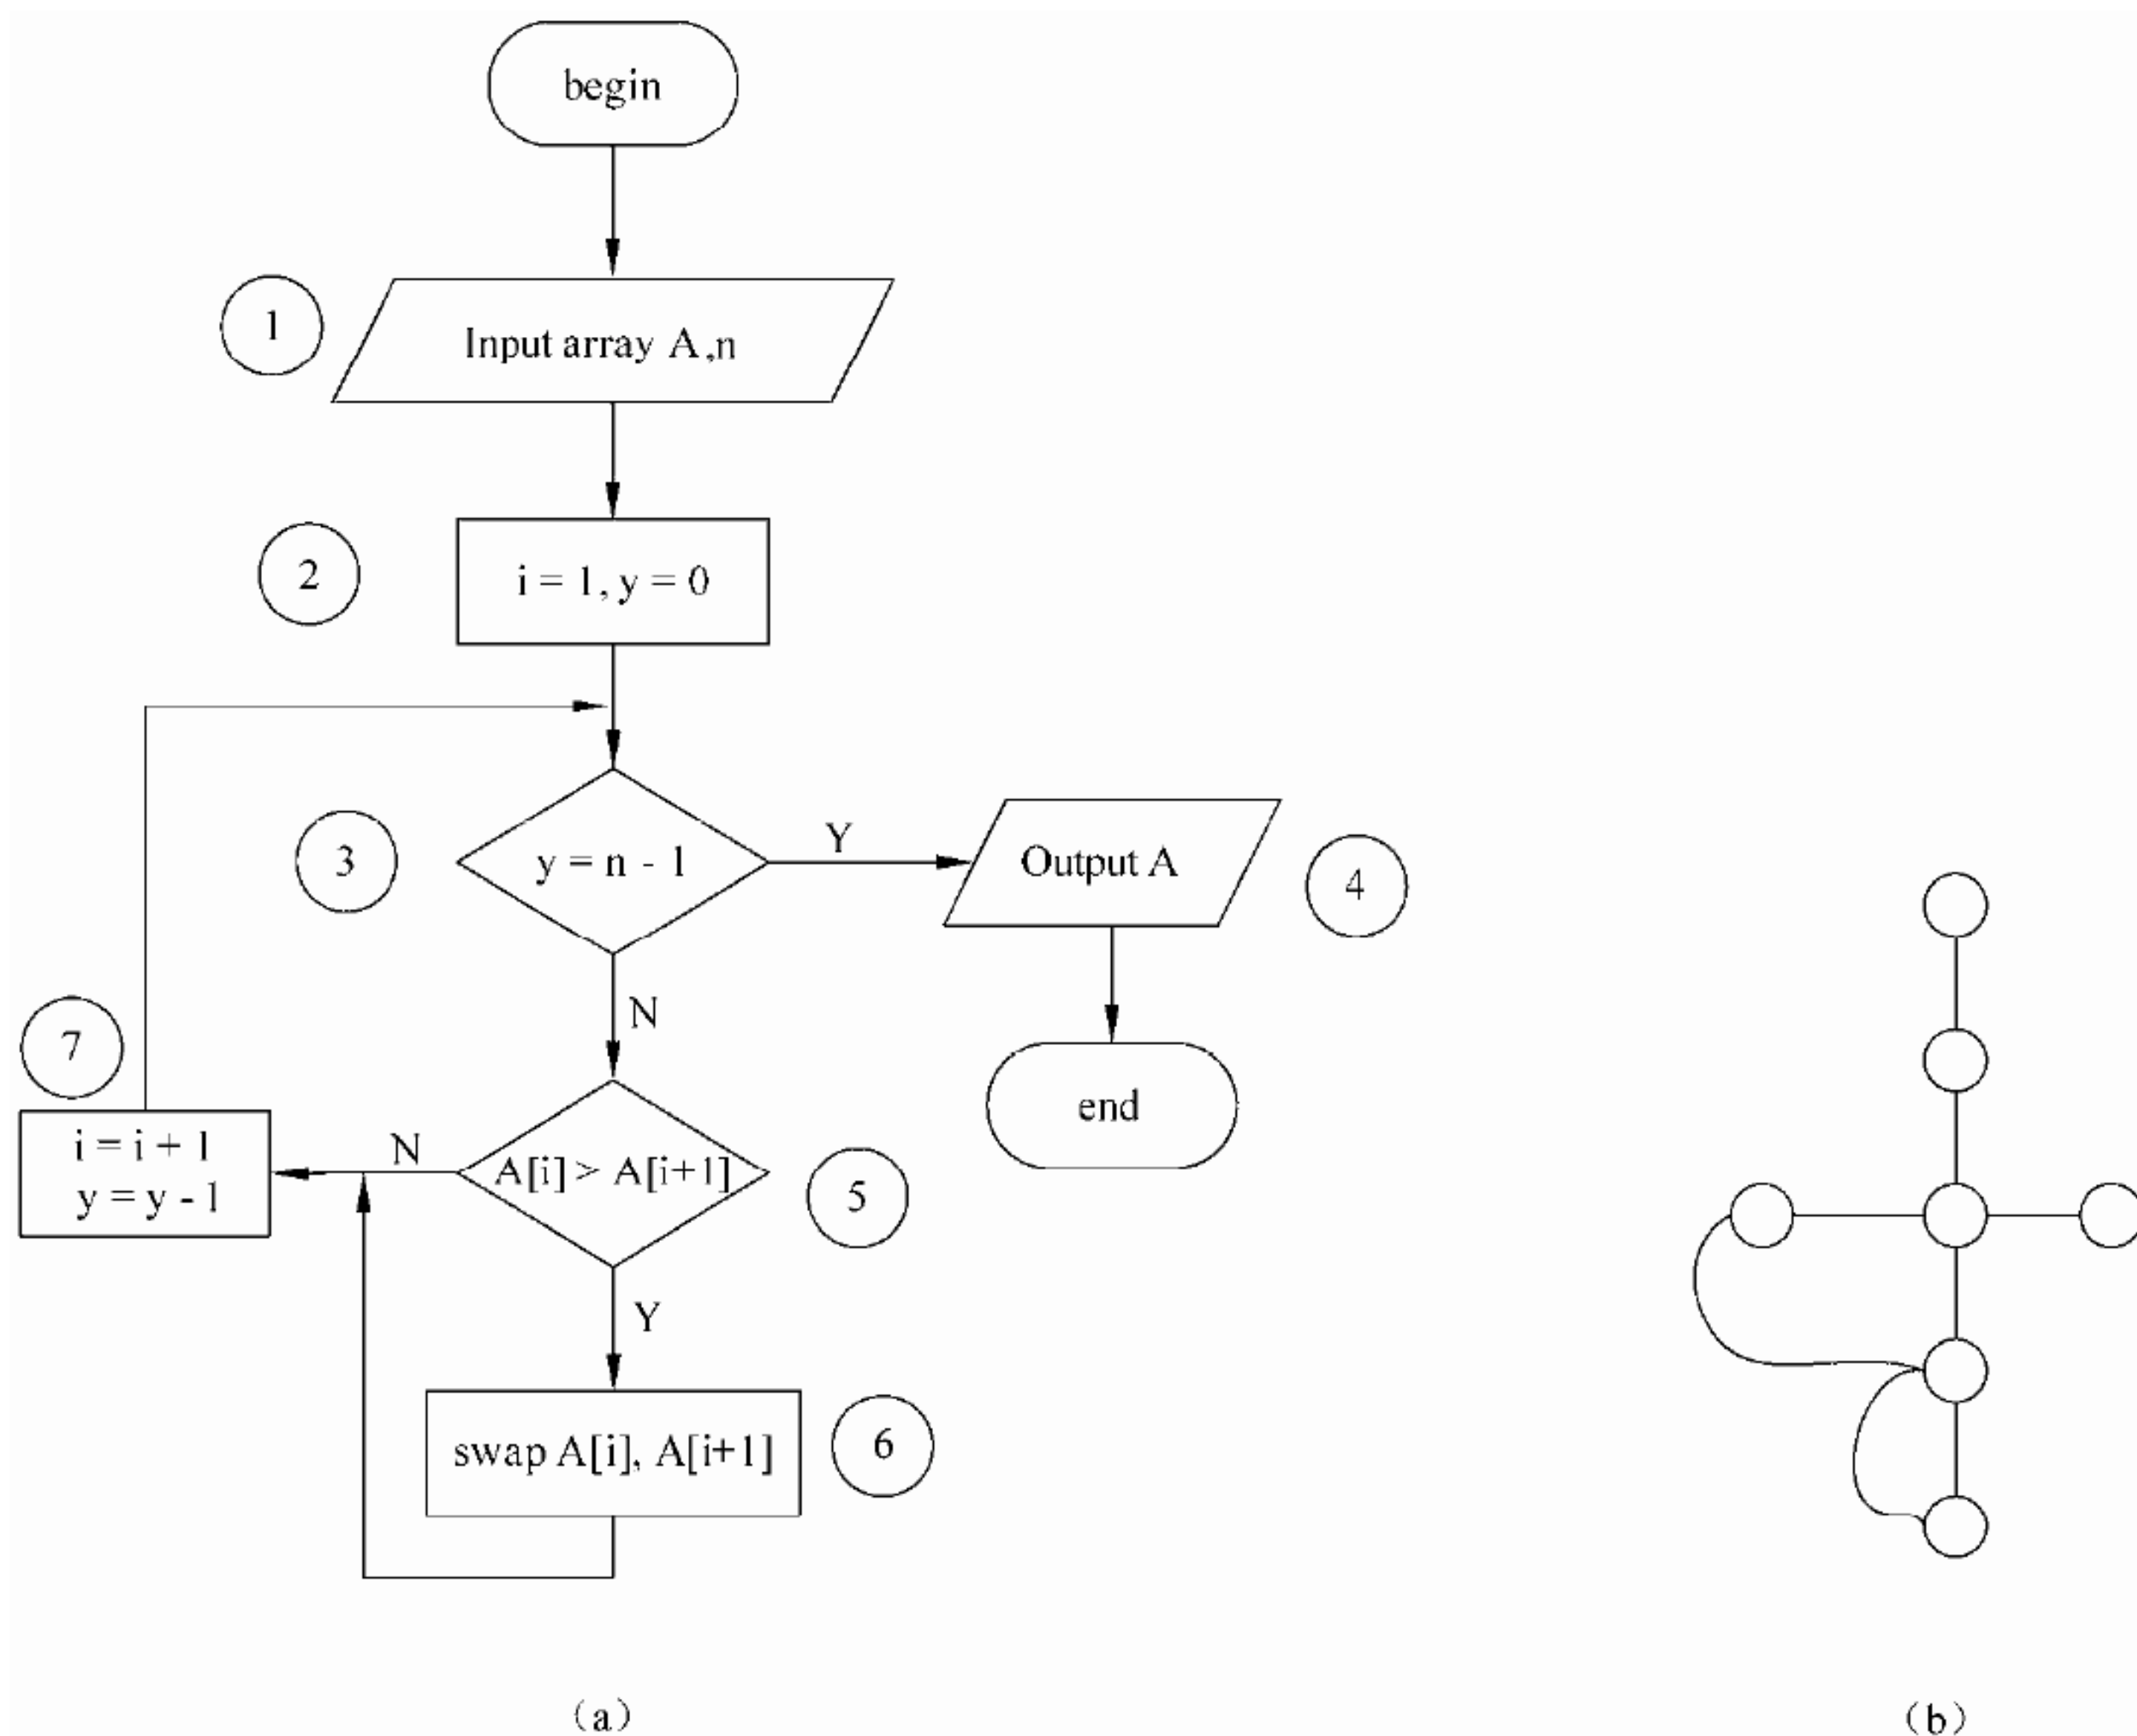 begin
1
Input array A,n
2
i = 1, y = 0
3
y = n - 1
Y
Output A
4
N
7
end
i = i + 1
y = y - 1
N
A[i] > A[i+1]
5
Y
swap A[i], A[i+1]
6
(a)
(b)